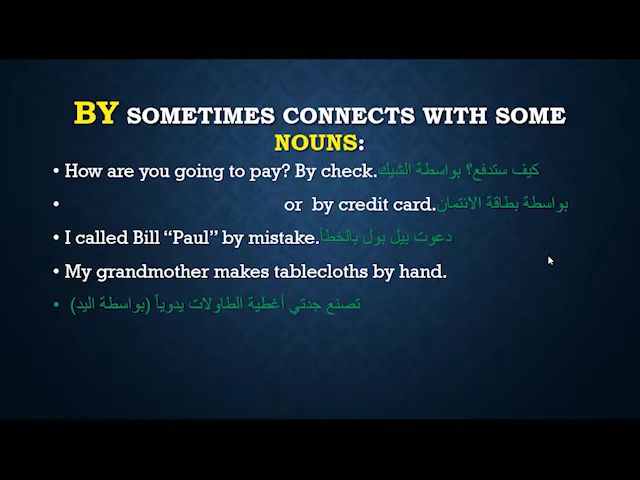 BY SOMETIMES CONNECTS WITH SOME
NOUNS:
• How are you going to pay? By check.كيف ستدفع؟ بواسطة الشيك
• or by credit card.بواسطة بطاقة الائتمان
• I called Bill “Paul” by mistake.دعوت بيل بول بالخطأ
• My grandmother makes tablecloths by hand.
• تصنع جدتي أغطية الطاولات يدوياً (بواسطة اليد)